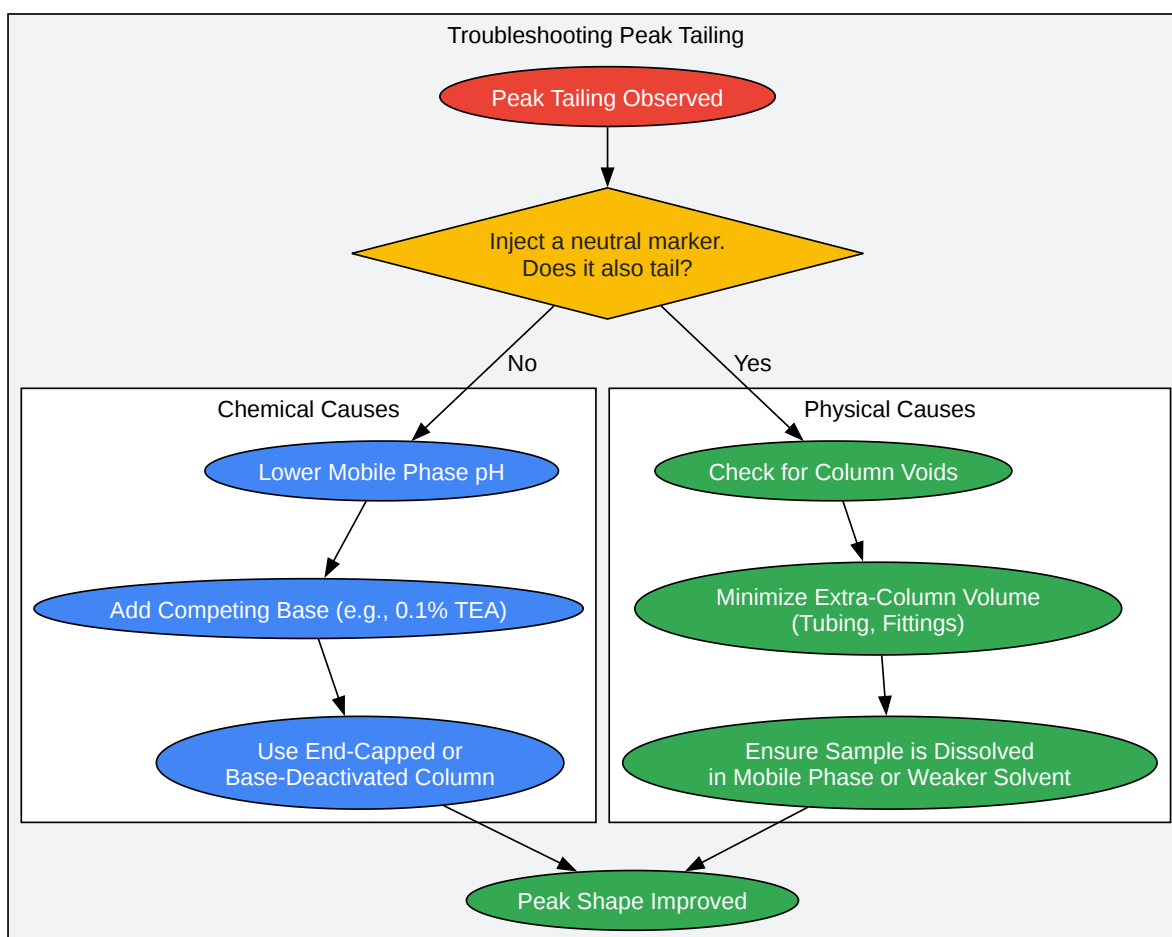 Troubleshooting Peak Tailing
Peak Tailing Observed
Inject a neutral marker.
Does it also tail?
No
Yes
Chemical Causes
Lower Mobile Phase pH
Add Competing Base (e.g., 0.1% TEA)
Use End-Capped or
Base-Deactivated Column
Physical Causes
Check for Column Voids
Minimize Extra-Column Volume
(Tubing, Fittings)
Ensure Sample is Dissolved
in Mobile Phase or Weaker Solvent
Peak Shape Improved